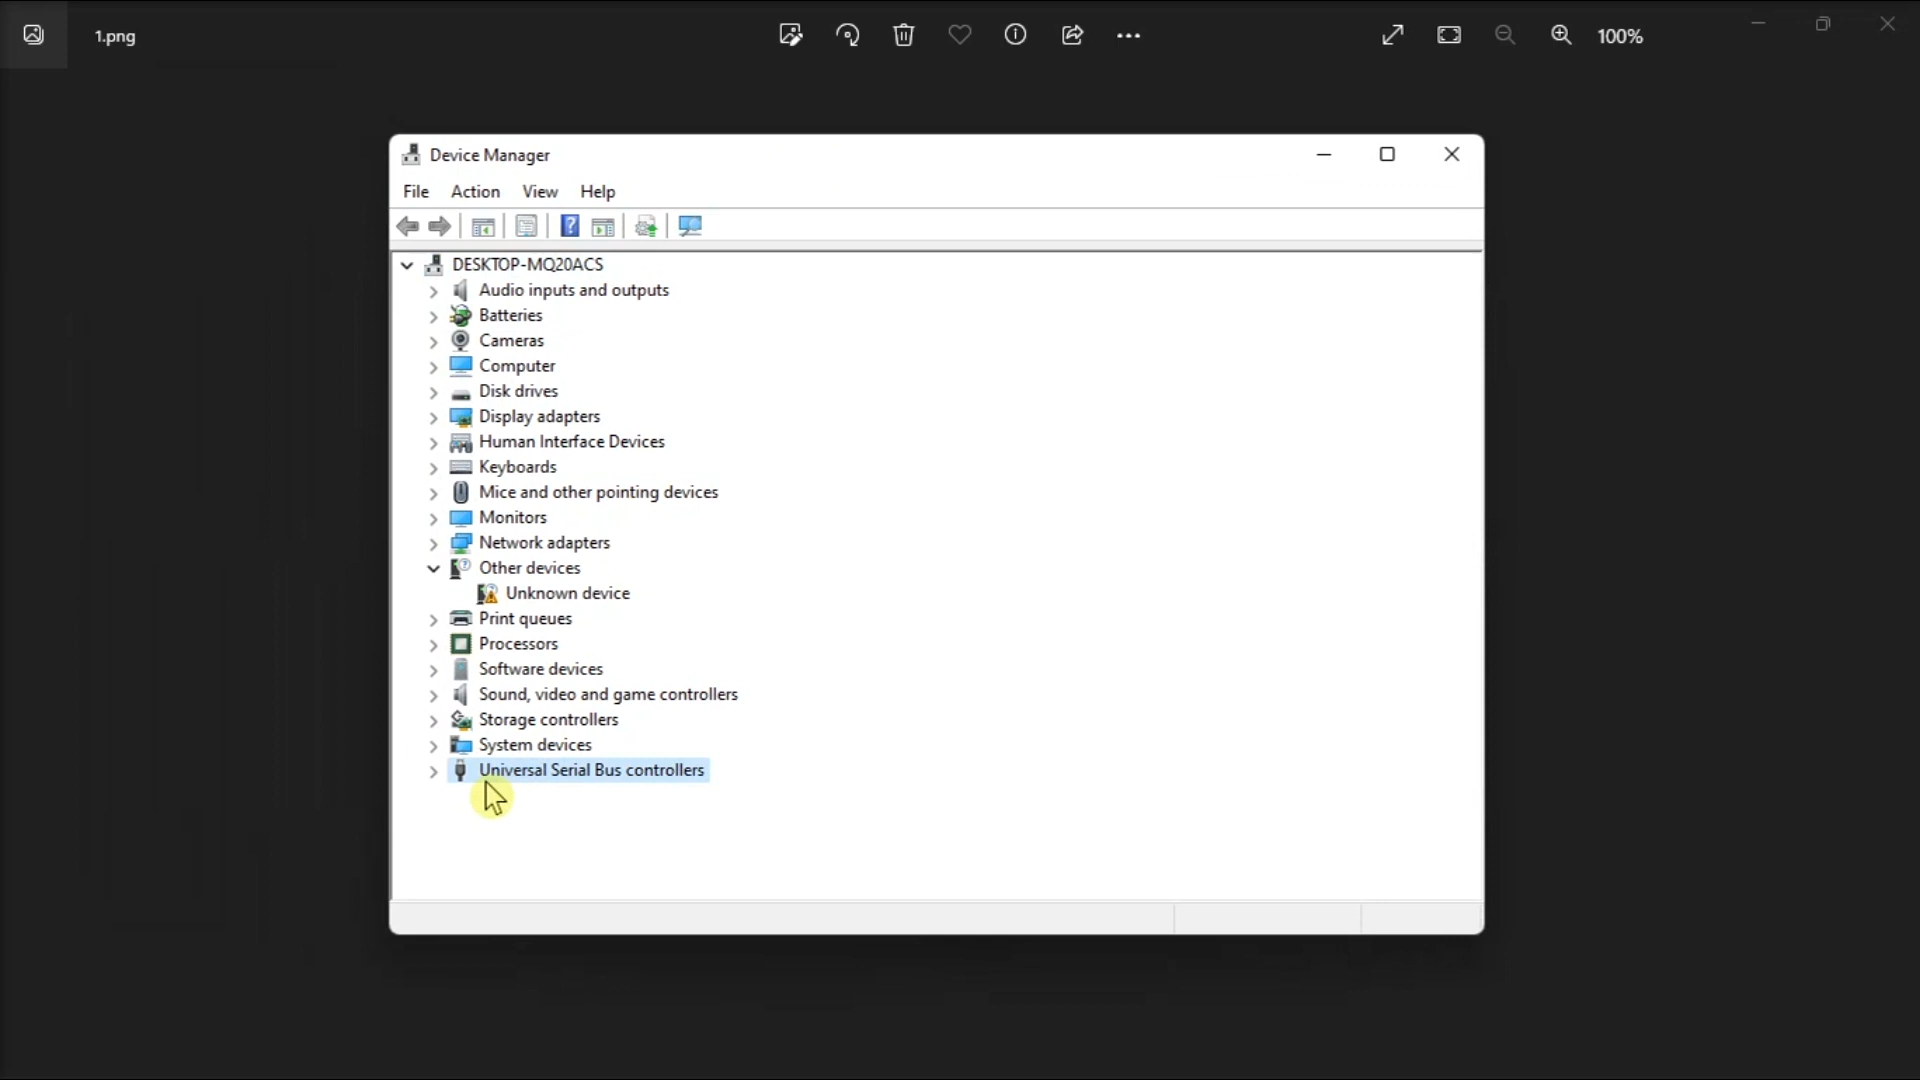 1.png
100%
Device Manager
File Action View Help
DESKTOP-MQ20ACS
Audio inputs and outputs
Batteries
Cameras
Computer
Disk drives
Display adapters
Human Interface Devices
Keyboards
Mice and other pointing devices
Monitors
Network adapters
Other devices
Unknown device
Print queues
Processors
Software devices
Sound, video and game controllers
Storage controllers
System devices
Universal Serial Bus controllers